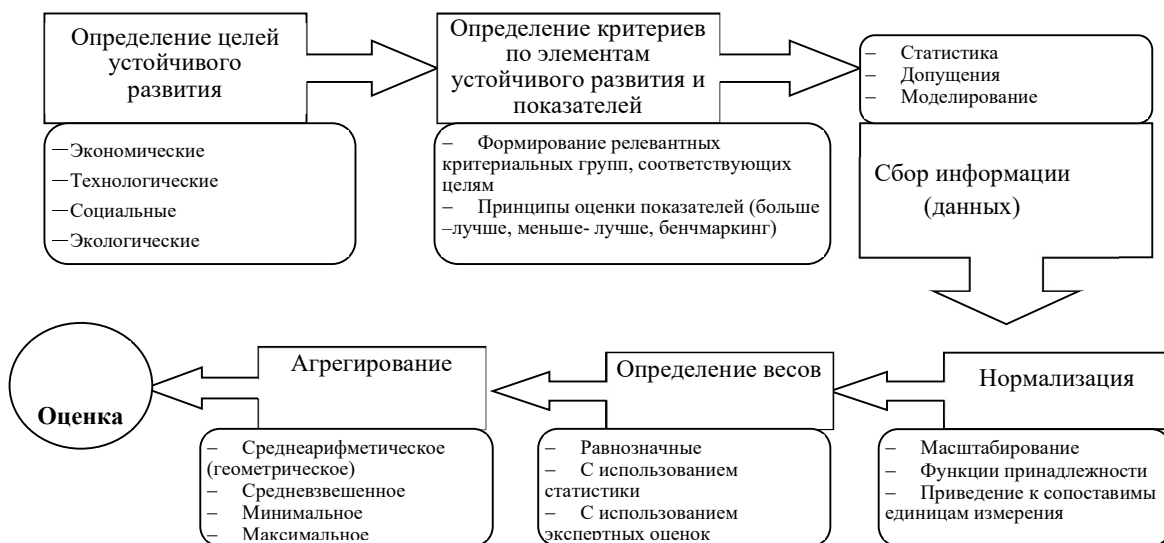 Определение целей
устойчивого
развития
— Экономические
— Технологические
— Социальные
— Экологические
Определение критериев
по элементам
устойчивого развития и
показателей
– Формирование релевантных
критериальных групп, соответствующих
целям
– Принципы оценки показателей (больше
–лучше, меньше- лучше, бенчмаркинг)
– Статистика
– Допущения
– Моделирование
Сбор информации
(данных)
Нормализация
– Масштабирование
– Функции принадлежности
– Приведение к сопоставимы
единицам измерения
Определение весов
– Равнозначные
– С использованием
статистики
– С использованием
экспертных оценок
Агрегирование
– Среднеарифметическое
(геометрическое)
– Средневзвешенное
– Минимальное
– Максимальное
Оценка